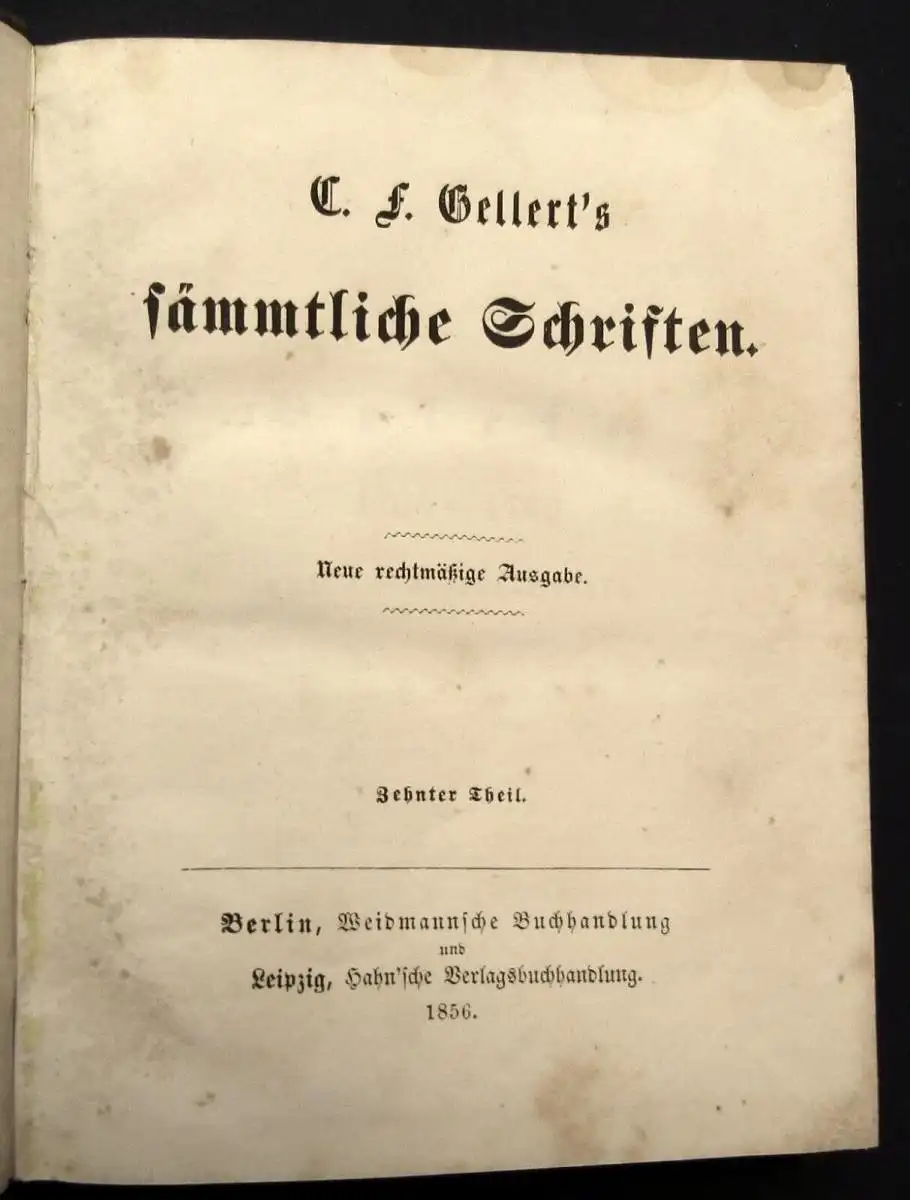 C. F. Gellert's
sämmtliche Schriften.
Neue rechtmäßige Ausgabe.
Zehnter Theil.
Berlin, Weidmannsche Buchhandlung
und
Leipzig, Hahn'sche Verlagsbuchhandlung.
1856.